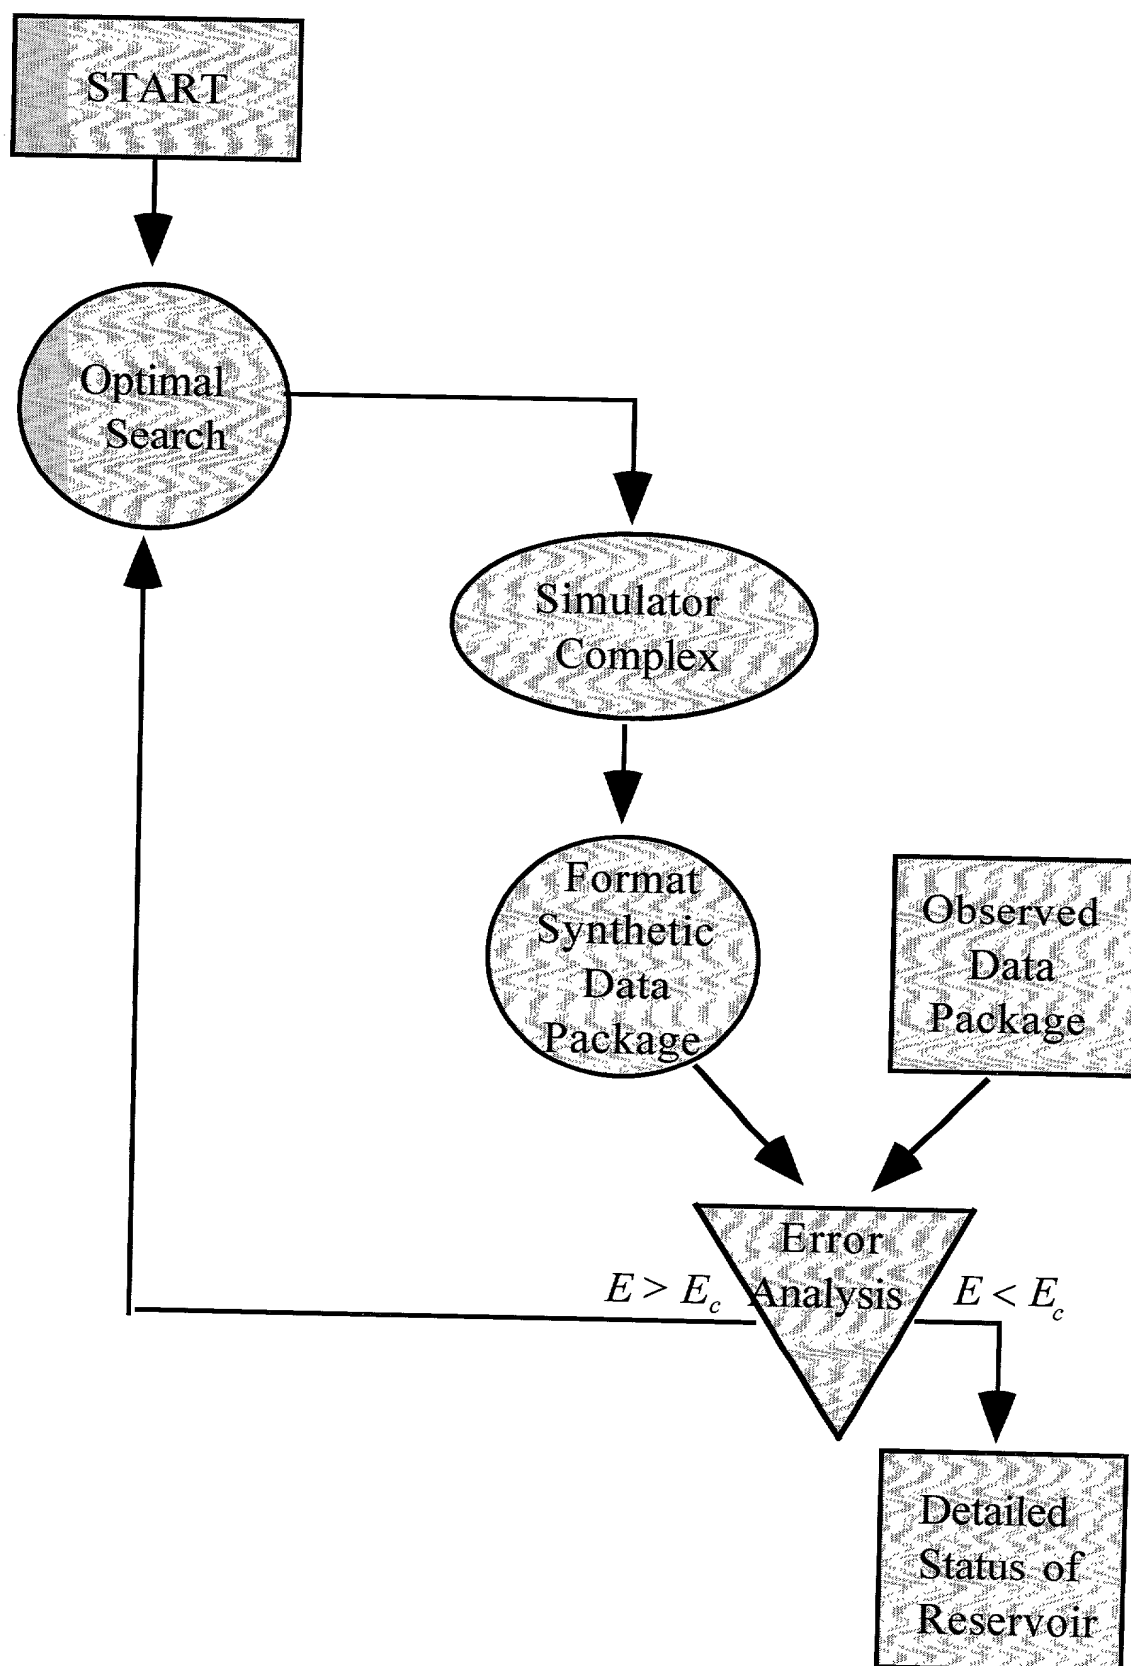 START
Optimal
Search
Simulator
Complex
Format
Synthetic
Data
Package
Observed
Data
Package
Error
Analysis
E > E_c
E < E_c
Detailed
Status of
Reservoir